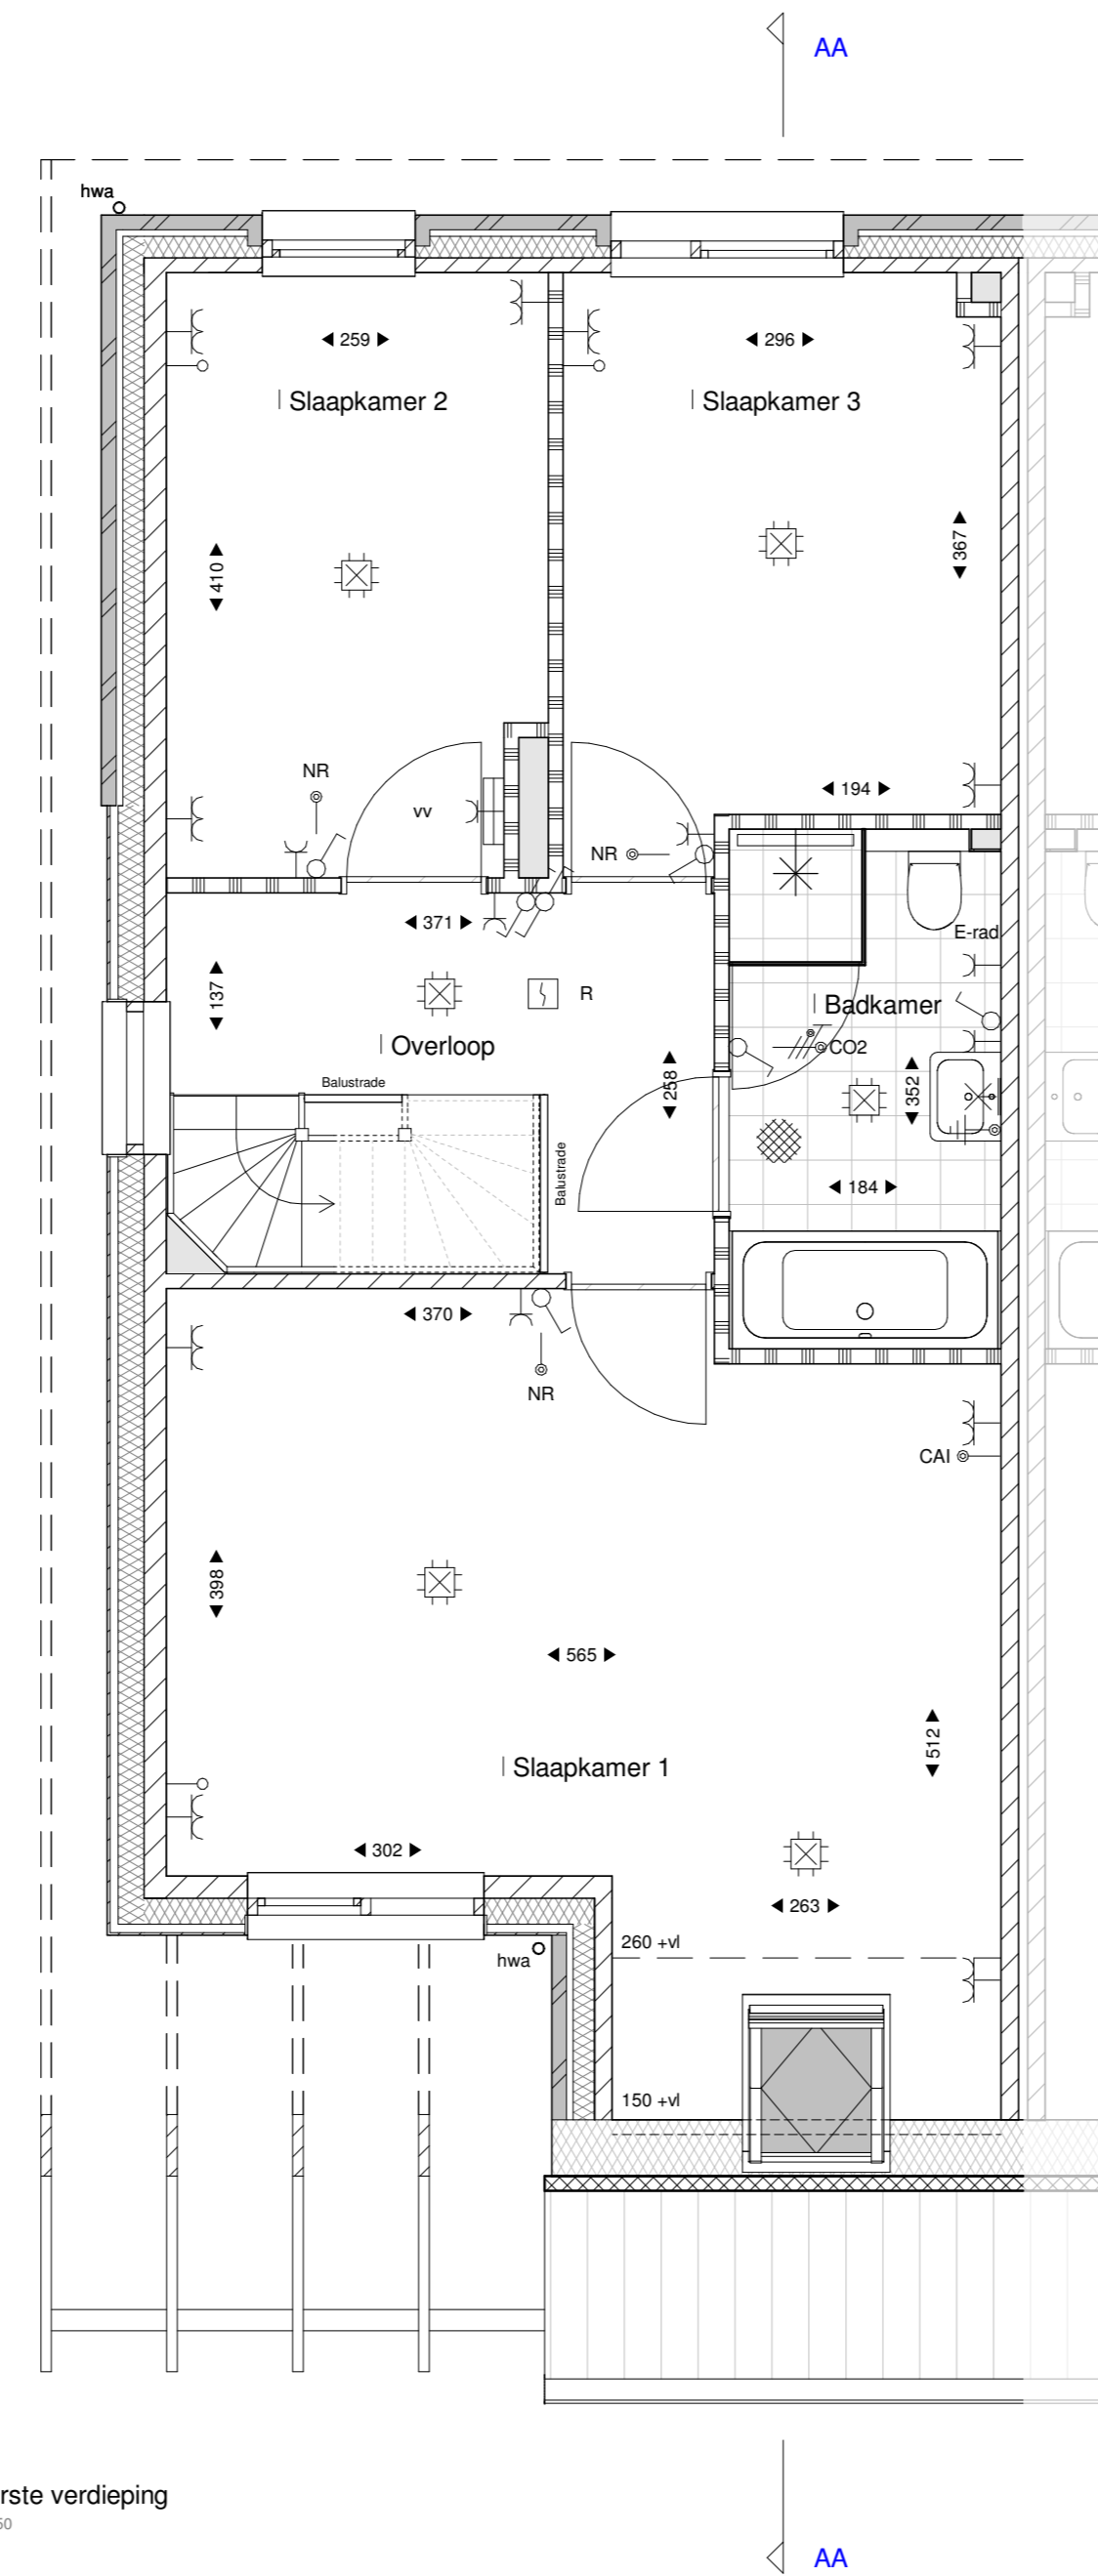 AA
hwa
259
296
Slaapkamer 2
Slaapkamer 3
410
367
NR
vv
194
NR
371
E-rad
137
R
Badkamer
Overloop
CO2
258
352
Balustrade
Balustrade
184
370
NR
CAI
398
565
512
Slaapkamer 1
302
263
260 +vl
hwa
150 +vl
rste verdieping
50
AA